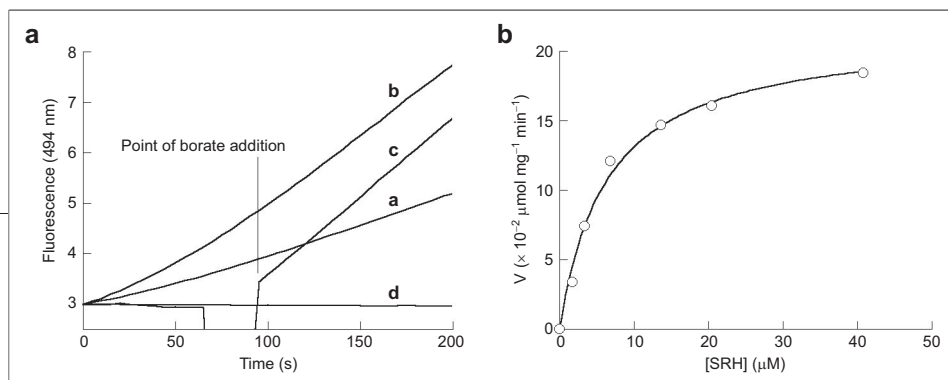 a
8
7
6
5
4
3
Fluorescence (494 nm)
Point of borate addition
b
c
a
d
0 50 100 150 200
Time (s)
b
20
15
10
5
0
V (× 10⁻² μmol mg⁻¹ min⁻¹)
0 10 20 30 40 50
[SRH] (μM)